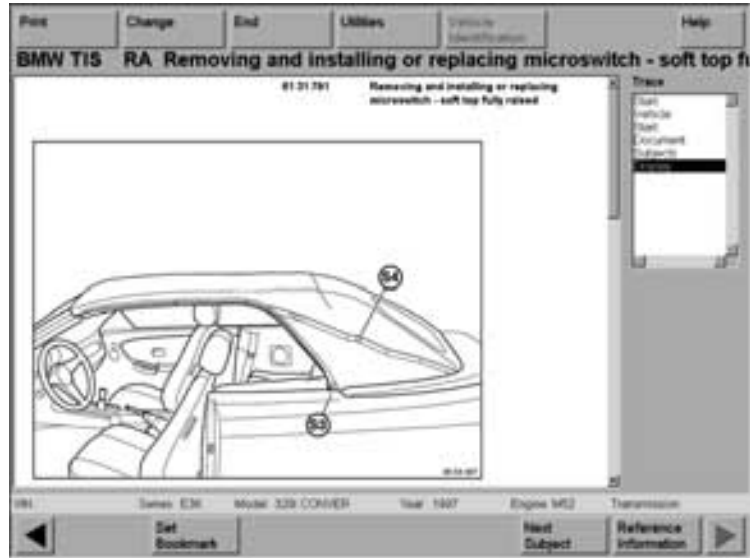 Print Change End Utilities Vehicle Identification Help
BMW TIS RA Removing and installing or replacing microswitch - soft top fu
61 31 781 Removing and installing or replacing
microswitch - soft top fully raised
Trace
Start
Vehicle
Start
Document
Subjects
Display
S4
S3
VIN: Series: E36 Model: 328i CONVER Year: 1997 Engine: M52 Transmission:
Set Bookmark Next Subject Reference Information